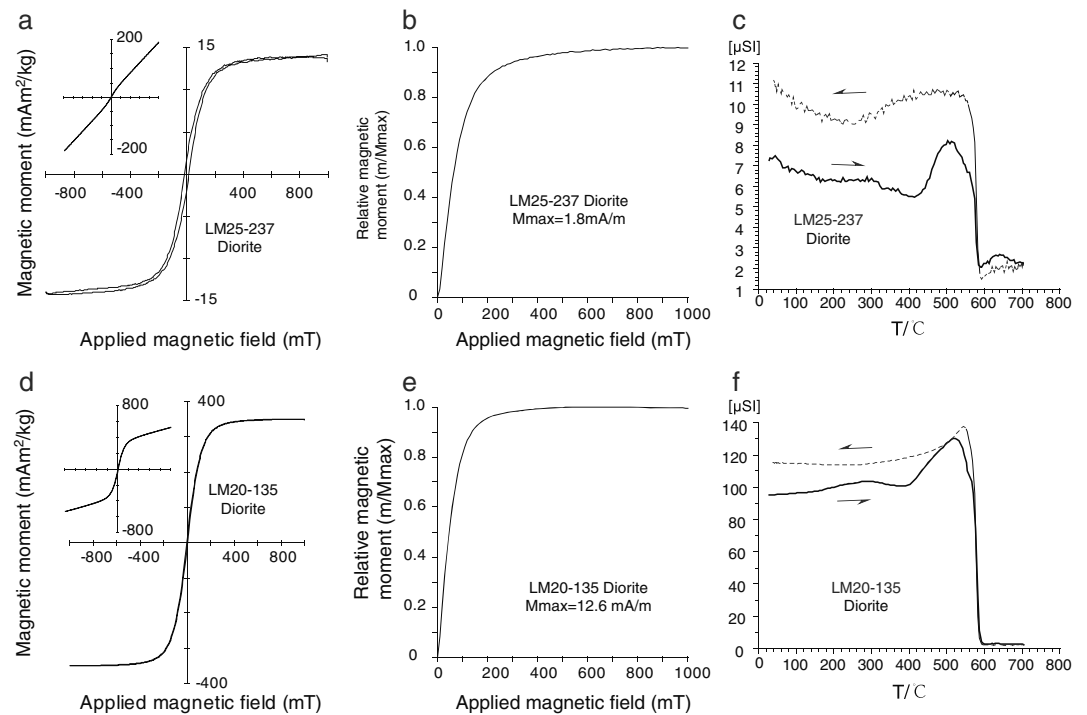 a
Magnetic moment (mAm²/kg)
200
-200
15
-800
-400
400
800
LM25-237
Diorite
-15
Applied magnetic field (mT)
b
Relative magnetic
moment (m/Mmax)
1.0
0.8
0.6
0.4
0.2
0
LM25-237 Diorite
Mmax=1.8mA/m
0 200 400 600 800 1000
Applied magnetic field (mT)
c
[µSI]
12
11
10
9
8
7
6
5
4
3
2
1
LM25-237
Diorite
0 100 200 300 400 500 600 700 800
T/℃
d
Magnetic moment (mAm²/kg)
800
-800
400
LM20-135
Diorite
-800
-400
400
800
-400
Applied magnetic field (mT)
e
Relative magnetic
moment (m/Mmax)
1.0
0.8
0.6
0.4
0.2
0
LM20-135 Diorite
Mmax=12.6 mA/m
0 200 400 600 800 1000
Applied magnetic field (mT)
f
[µSI]
140
120
100
80
60
40
20
0
LM20-135
Diorite
0 100 200 300 400 500 600 700 800
T/℃